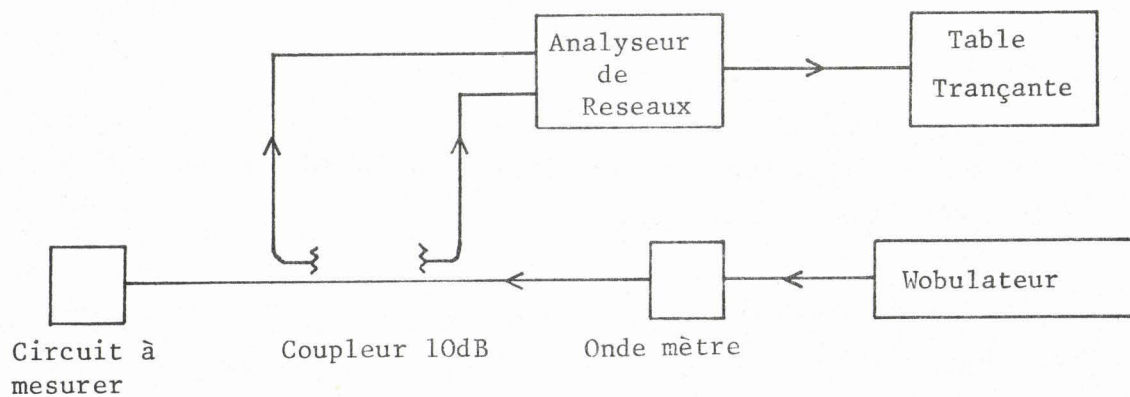 Analyseur
de
Reseaux
Table
Trançante
Wobulateur
Circuit à
mesurer
Coupleur 10dB
Onde mètre